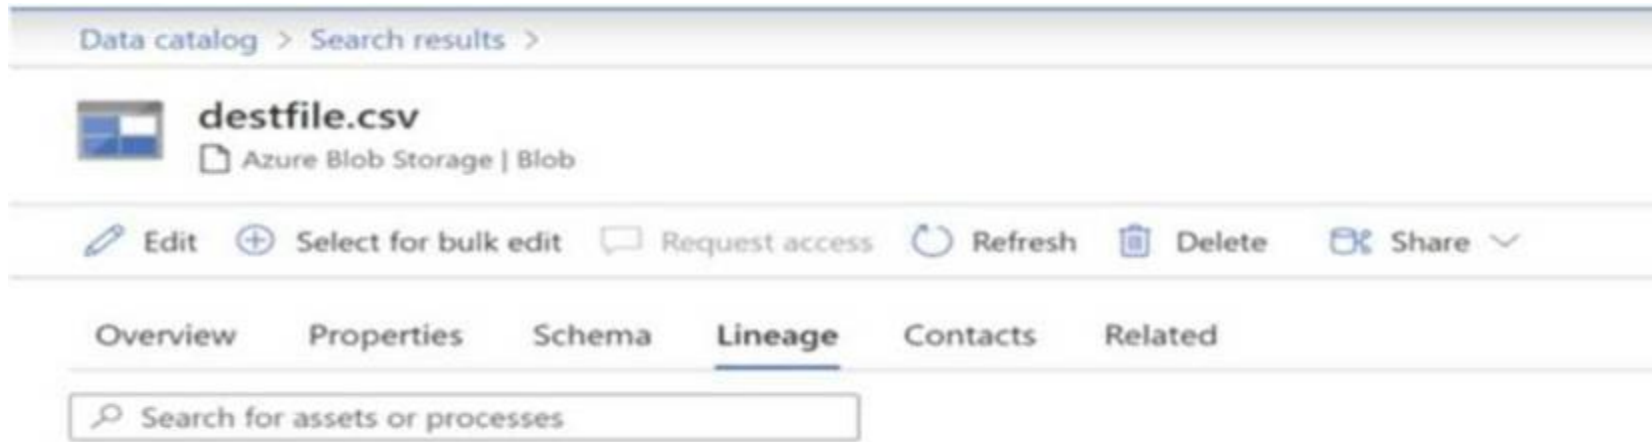 Data catalog > Search results >
destfile.csv
Azure Blob Storage | Blob
Edit Select for bulk edit Request access Refresh Delete Share
Overview Properties Schema Lineage Contacts Related
Search for assets or processes